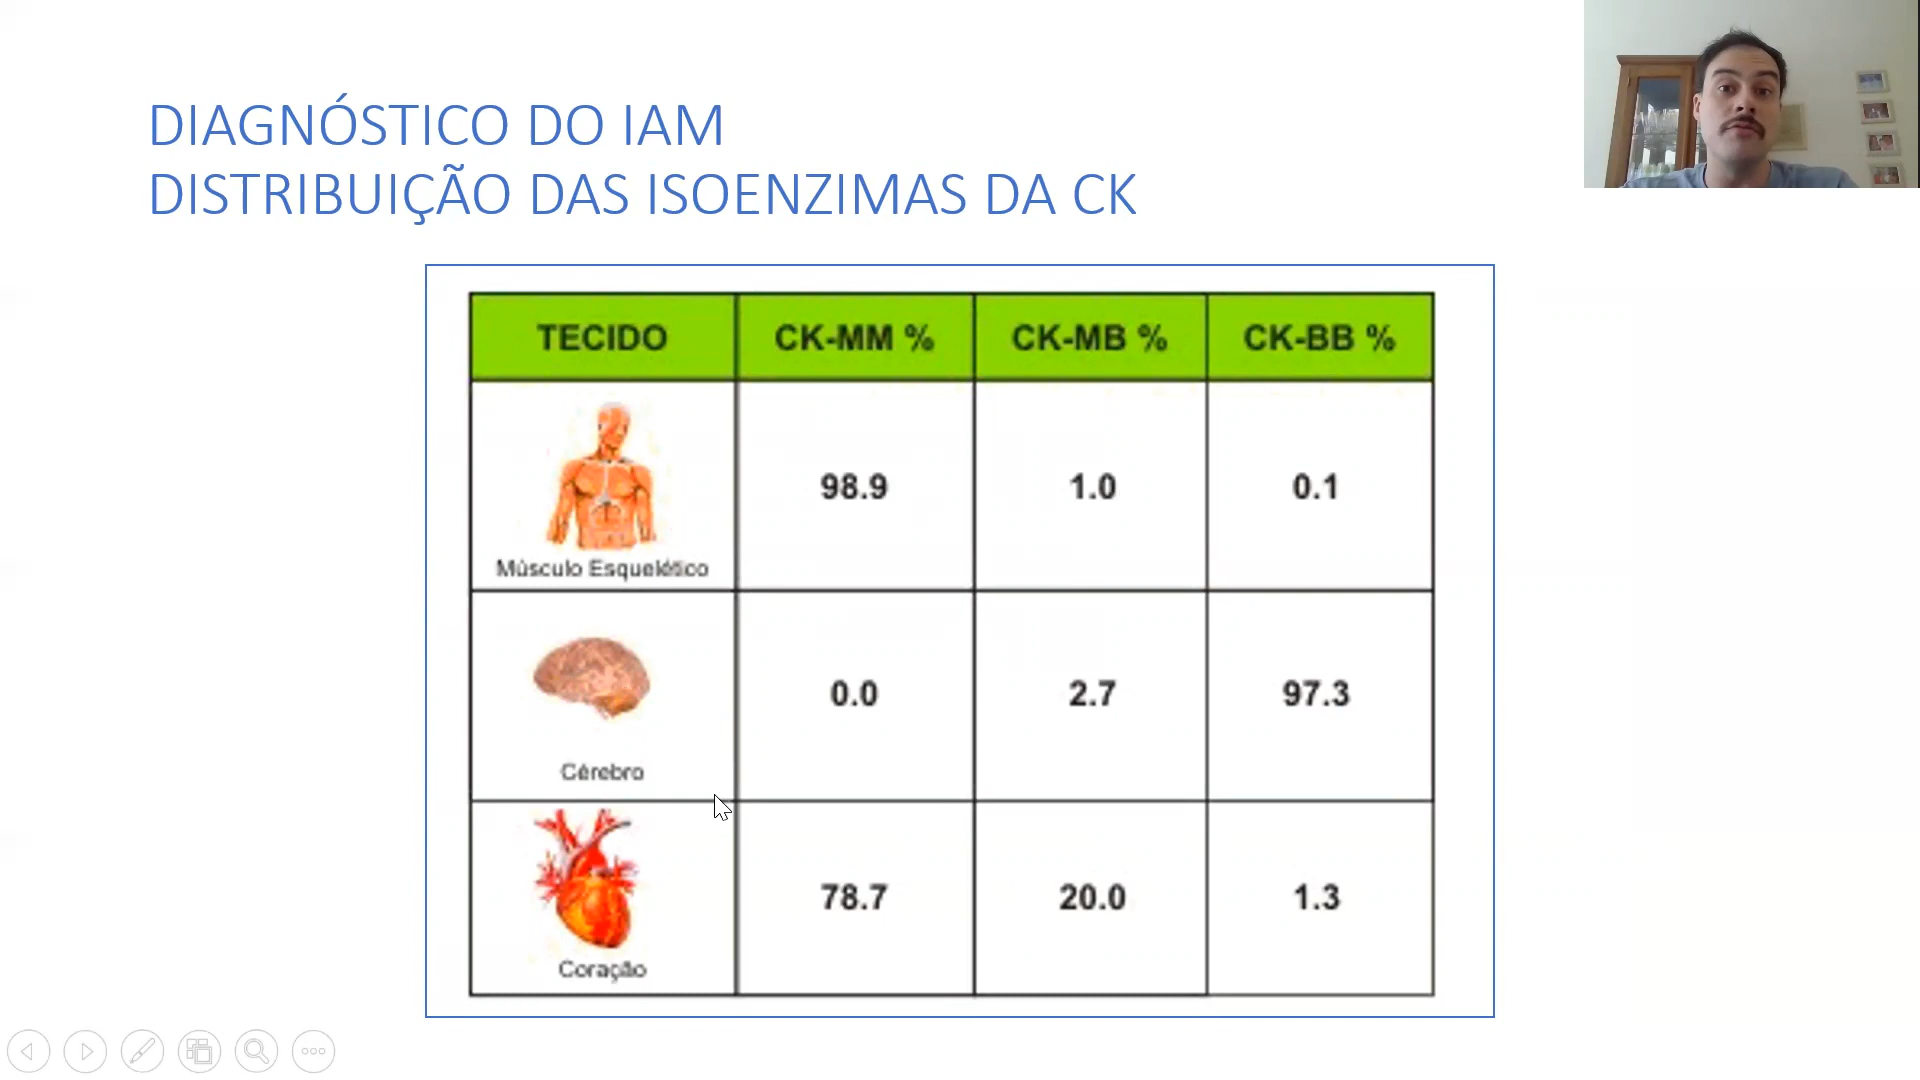 DIAGNÓSTICO DO IAM
DISTRIBUIÇÃO DAS ISOENZIMAS DA CK
TECIDO CK-MM % CK-MB % CK-BB %
Músculo Esquelético 98.9 1.0 0.1
Cérebro 0.0 2.7 97.3
Coração 78.7 20.0 1.3